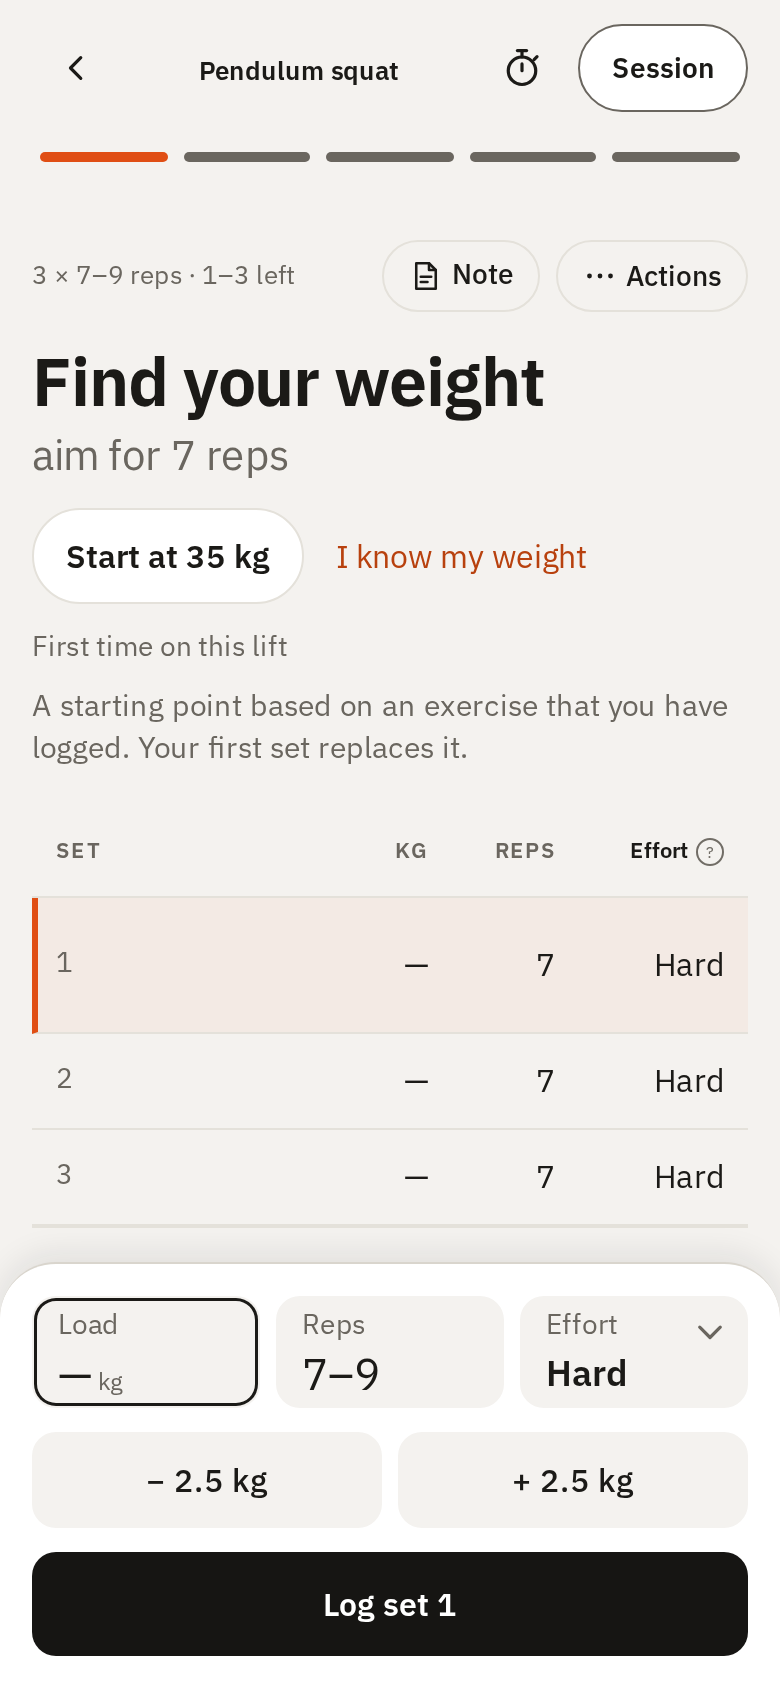 Pendulum squat
Session
3 × 7–9 reps · 1–3 left
Note
Actions
Find your weight
aim for 7 reps
Start at 35 kg
I know my weight
First time on this lift
A starting point based on an exercise that you have
logged. Your first set replaces it.
SET KG REPS Effort ?
1 — 7 Hard
2 — 7 Hard
3 — 7 Hard
Load Reps Effort
— kg 7–9 Hard
− 2.5 kg + 2.5 kg
Log set 1